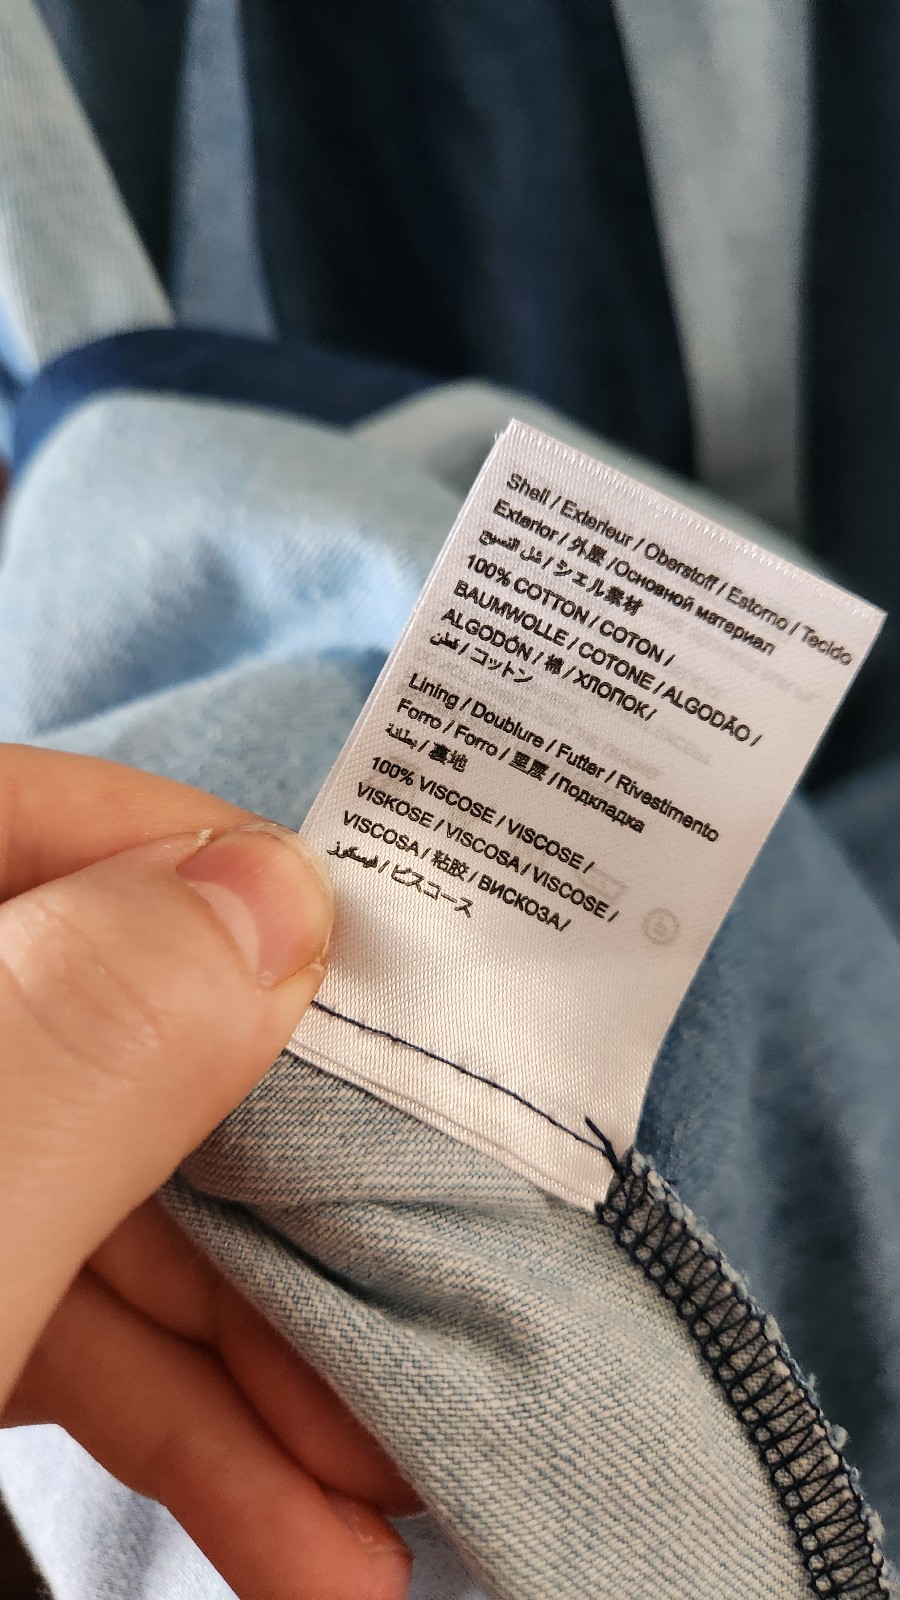 Shell / Exterieur / Oberstoff / Estorno / Tecido
Exterior / 外层 /Основной материал
شل النسيج / シェル素材
100% COTTON / COTON /
BAUMWOLLE / COTONE / ALGODÃO /
ALGODÓN / 棉 / ХЛОПОК/
قطن / コットン
Lining / Doublure / Futter / Rivestimento
Forro / Forro / 里层 /Подкладка
بطانة / 裏地
100% VISCOSE / VISCOSE /
VISKOSE / VISCOSA / VISCOSE /
VISCOSA / 粘胶 / ВИСКОЗА/
فيسكوز / ビスコース